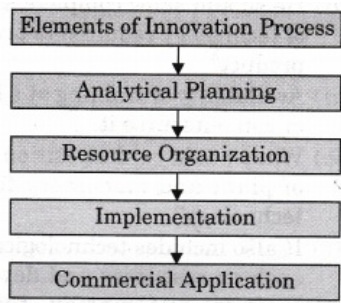 Elements of Innovation Process
Analytical Planning
Resource Organization
Implementation
Commercial Application